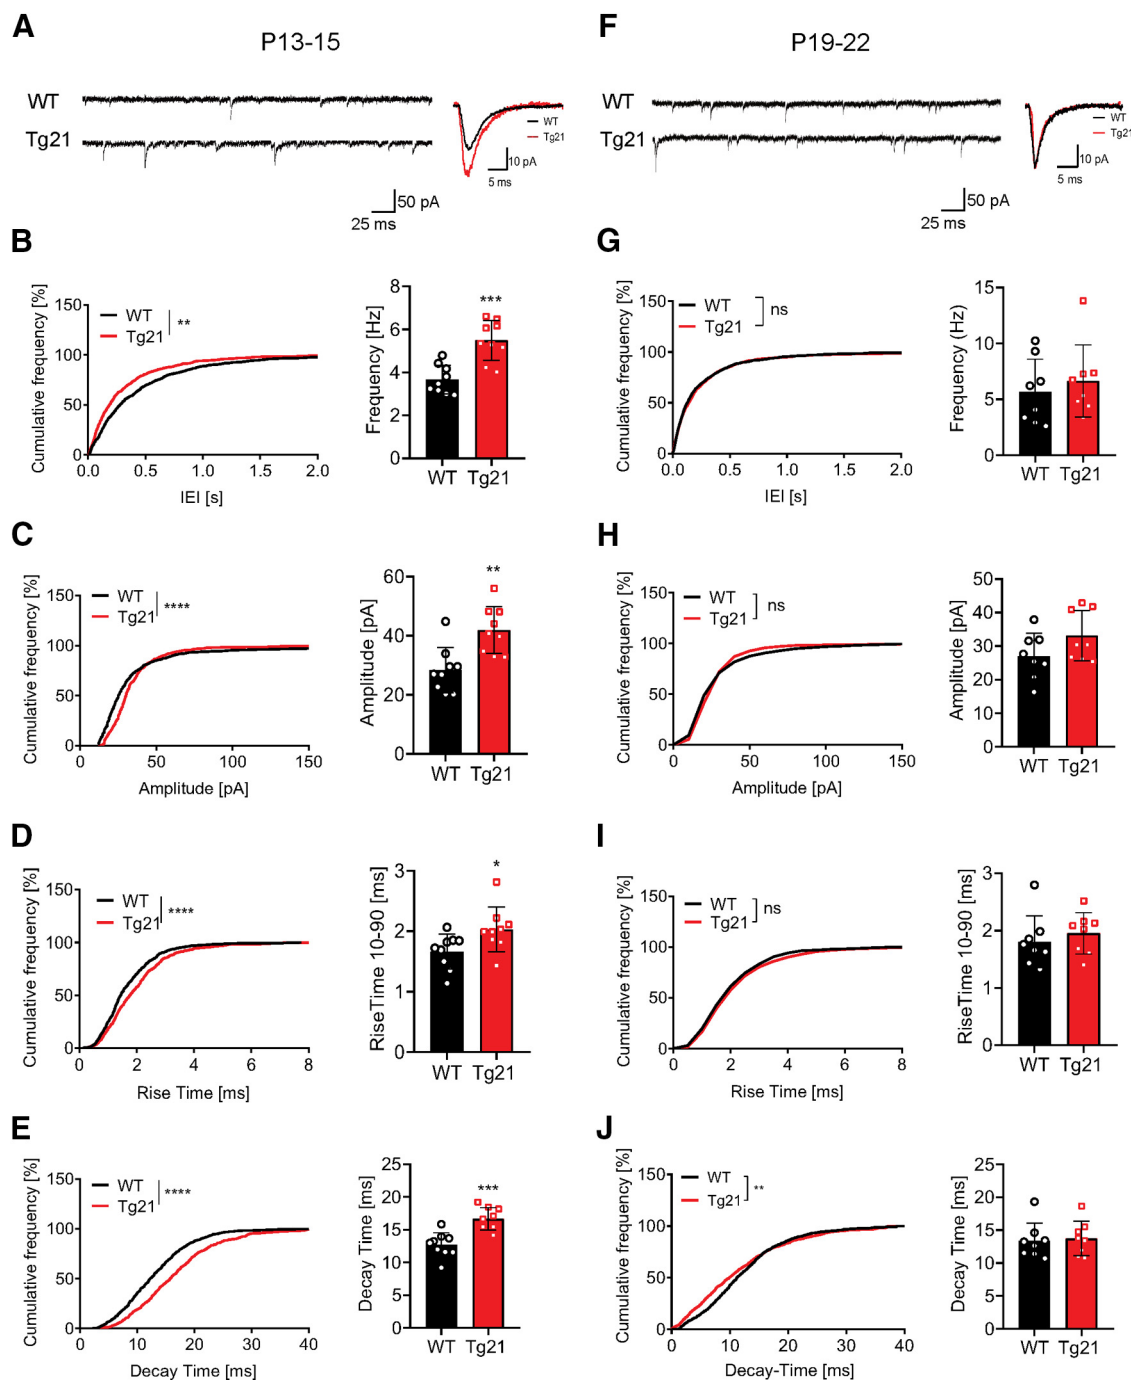 A
P13-15
F
P19-22
WT
Tg21
WT
Tg21
10 pA
5 ms
50 pA
25 ms
WT
Tg21
WT
Tg21
10 pA
5 ms
50 pA
25 ms
B
Cumulative frequency [%]
150
100
50
0
WT
Tg21
**
0.0 0.5 1.0 1.5 2.0
IEI [s]
Frequency [Hz]
8
6
4
2
0
***
WT Tg21
G
Cumulative frequency [%]
150
100
50
0
WT
Tg21
ns
0.0 0.5 1.0 1.5 2.0
IEI [s]
Frequency (Hz)
15
10
5
0
WT Tg21
C
Cumulative frequency [%]
150
100
50
0
WT
Tg21
****
0 50 100 150
Amplitude [pA]
Amplitude [pA]
60
40
20
0
**
WT Tg21
H
Cumulative frequency [%]
150
100
50
0
WT
Tg21
ns
0 50 100 150
Amplitude [pA]
Amplitude [pA]
50
40
30
20
10
0
WT Tg21
D
Cumulative frequency [%]
150
100
50
0
WT
Tg21
****
0 2 4 6 8
Rise Time [ms]
RiseTime 10-90 [ms]
3
2
1
0
*
WT Tg21
I
Cumulative frequency [%]
150
100
50
0
WT
Tg21
ns
0 2 4 6 8
Rise Time [ms]
RiseTime 10-90 [ms]
3
2
1
0
WT Tg21
E
Cumulative frequency [%]
150
100
50
0
WT
Tg21
****
0 10 20 30 40
Decay Time [ms]
Decay Time [ms]
25
20
15
10
5
0
***
WT Tg21
J
Cumulative frequency [%]
150
100
50
0
WT
Tg21
**
0 10 20 30 40
Decay-Time [ms]
Decay Time [ms]
25
20
15
10
5
0
WT Tg21